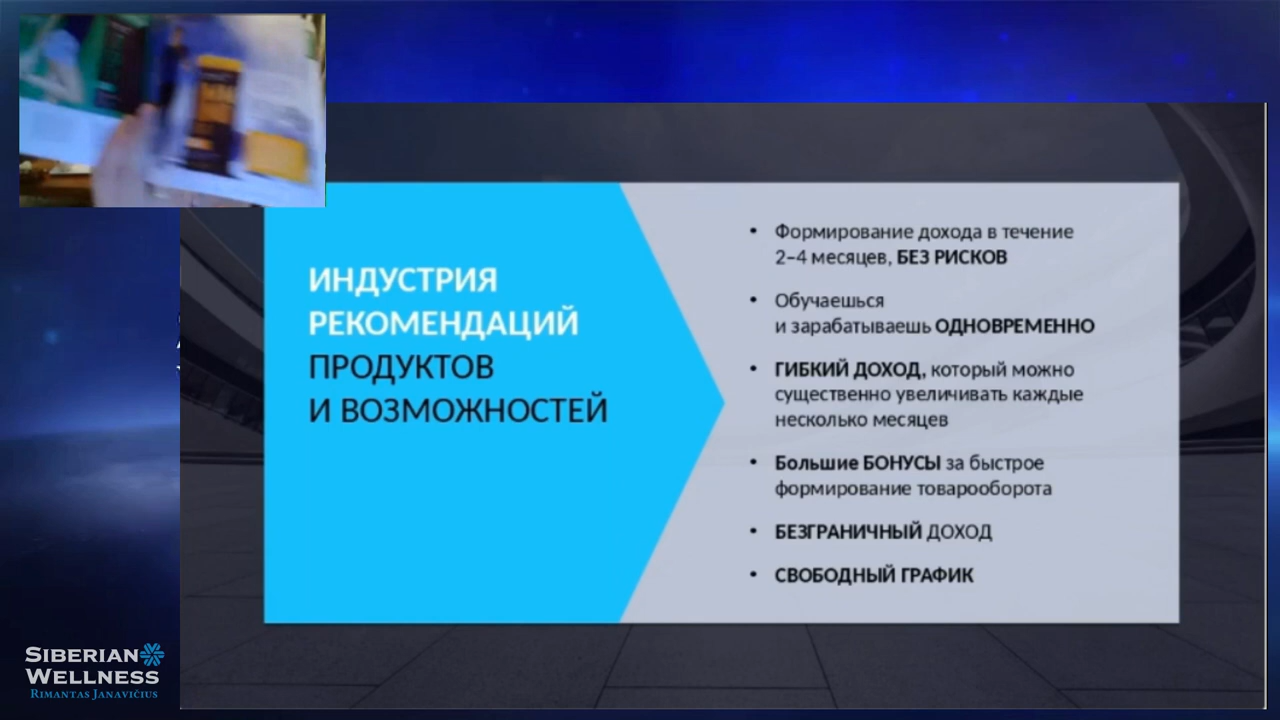 ИНДУСТРИЯ
РЕКОМЕНДАЦИЙ
ПРОДУКТОВ
И ВОЗМОЖНОСТЕЙ
• Формирование дохода в течение
2–4 месяцев, БЕЗ РИСКОВ
• Обучаешься
и зарабатываешь ОДНОВРЕМЕННО
• ГИБКИЙ ДОХОД, который можно
существенно увеличивать каждые
несколько месяцев
• Большие БОНУСЫ за быстрое
формирование товарооборота
• БЕЗГРАНИЧНЫЙ ДОХОД
• СВОБОДНЫЙ ГРАФИК
SIBERIAN
WELLNESS
RIMANTAS JANAVIČIUS